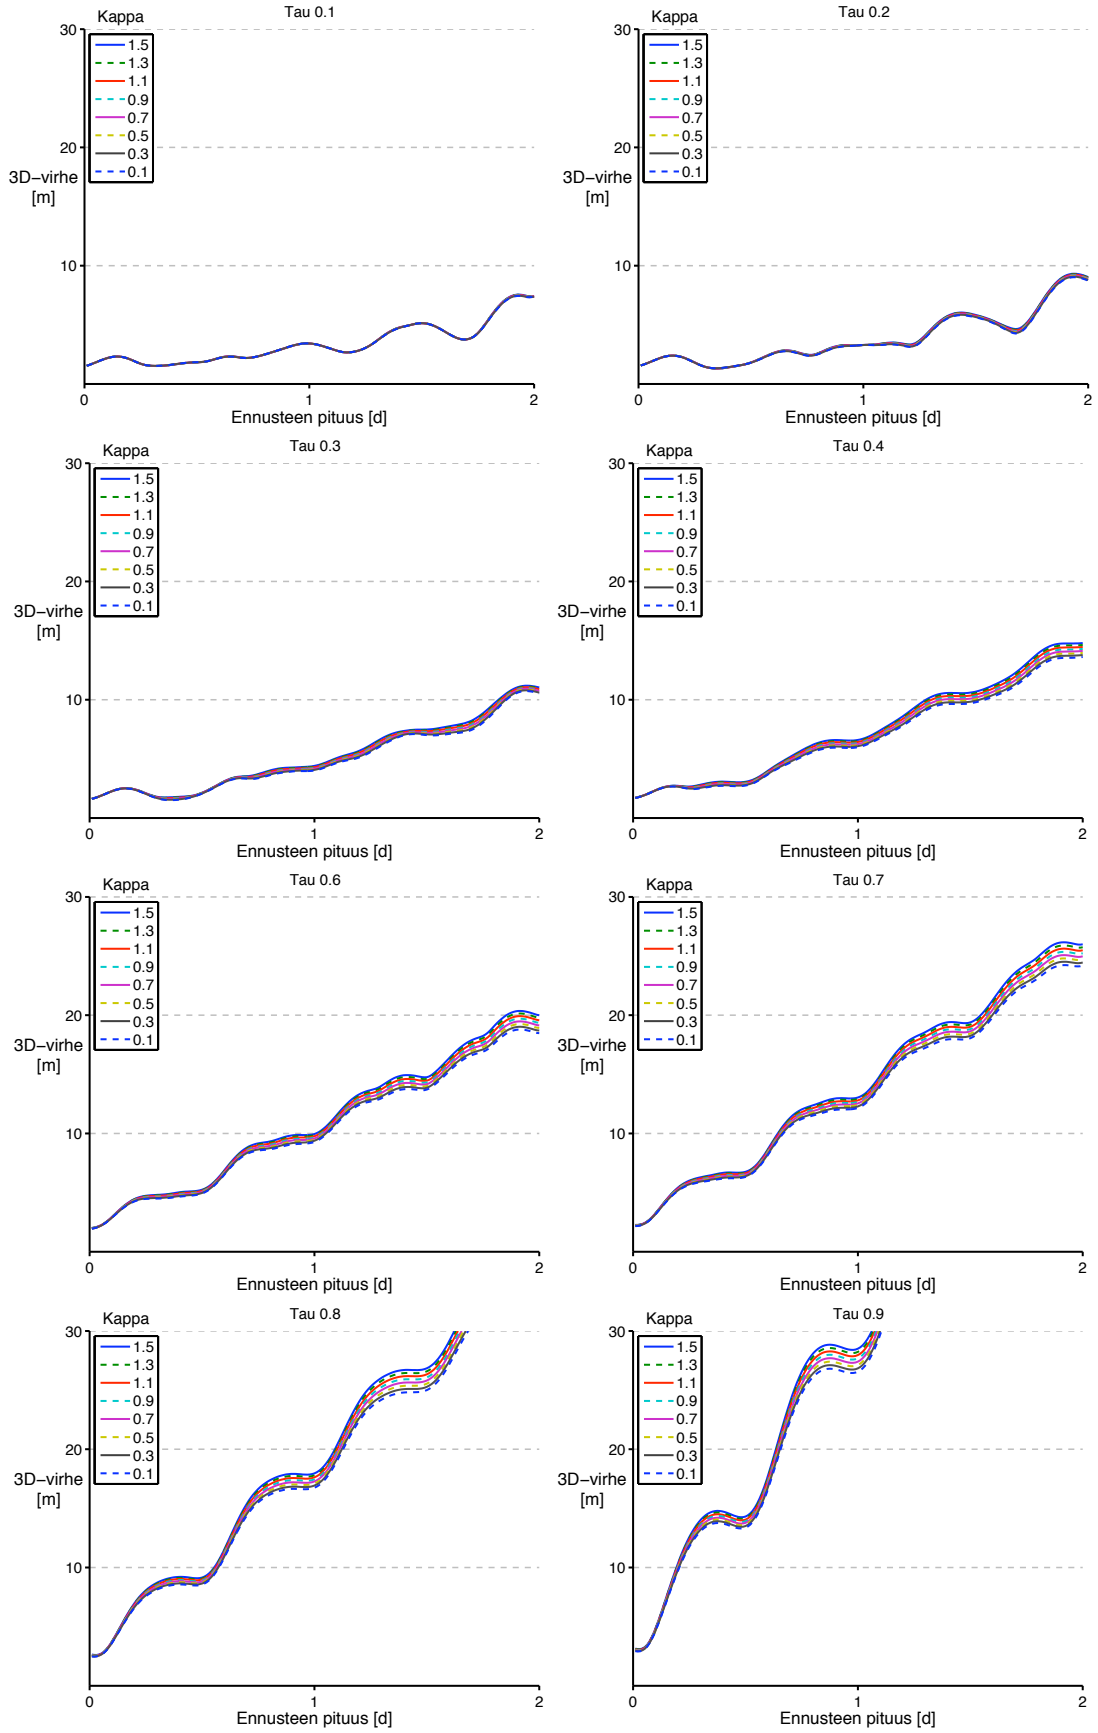 Kappa
Tau 0.1
30
1.5
1.3
1.1
0.9
0.7
0.5
0.3
0.1
20
3D−virhe
[m]
10
0
1
2
Ennusteen pituus [d]
Kappa
Tau 0.2
30
1.5
1.3
1.1
0.9
0.7
0.5
0.3
0.1
20
3D−virhe
[m]
10
0
1
2
Ennusteen pituus [d]
Kappa
Tau 0.3
30
1.5
1.3
1.1
0.9
0.7
0.5
0.3
0.1
20
3D−virhe
[m]
10
0
1
2
Ennusteen pituus [d]
Kappa
Tau 0.4
30
1.5
1.3
1.1
0.9
0.7
0.5
0.3
0.1
20
3D−virhe
[m]
10
0
1
2
Ennusteen pituus [d]
Kappa
Tau 0.6
30
1.5
1.3
1.1
0.9
0.7
0.5
0.3
0.1
20
3D−virhe
[m]
10
0
1
2
Ennusteen pituus [d]
Kappa
Tau 0.7
30
1.5
1.3
1.1
0.9
0.7
0.5
0.3
0.1
20
3D−virhe
[m]
10
0
1
2
Ennusteen pituus [d]
Kappa
Tau 0.8
30
1.5
1.3
1.1
0.9
0.7
0.5
0.3
0.1
20
3D−virhe
[m]
10
0
1
2
Ennusteen pituus [d]
Kappa
Tau 0.9
30
1.5
1.3
1.1
0.9
0.7
0.5
0.3
0.1
20
3D−virhe
[m]
10
0
1
2
Ennusteen pituus [d]